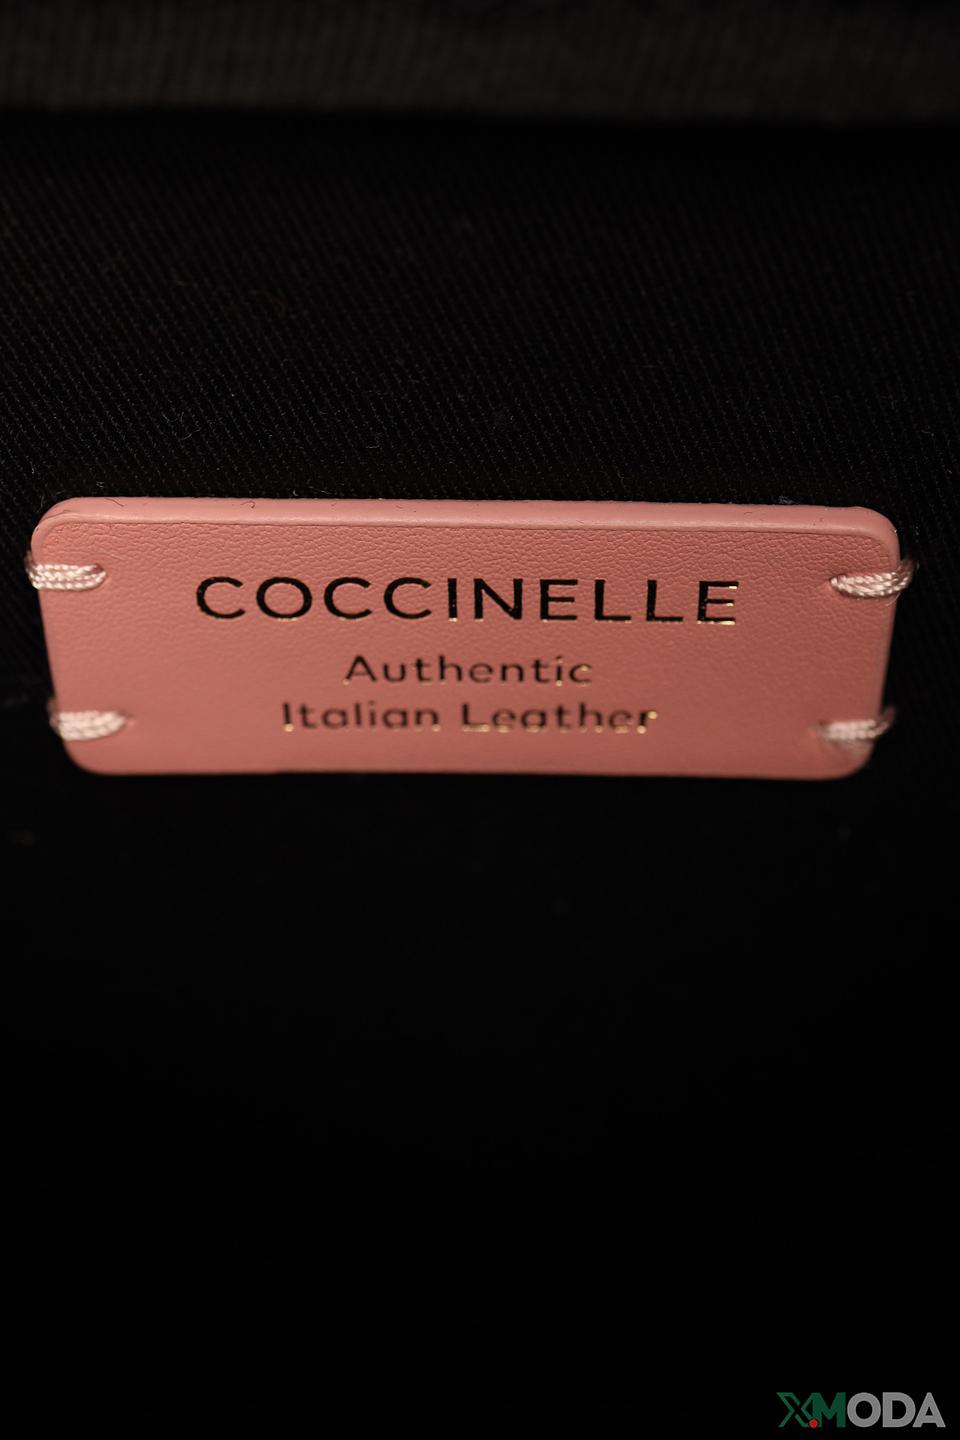 COCCINELLE
Authentic
Italian Leather
XMODA